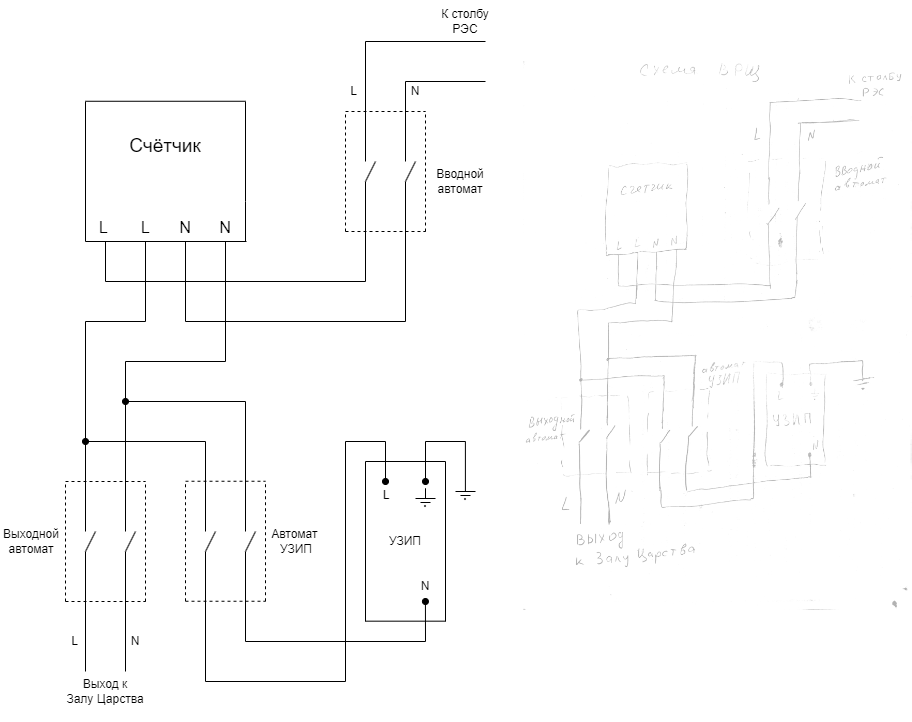 К столбу
РЭС
L
N
Счётчик
L L N N
Вводной
автомат
Выходной
автомат
Автомат
УЗИП
L
УЗИП
N
L
N
Выход к
Залу Царства
Схема ВРЩ
К столбу
РЭС
L
N
Вводной
автомат
счетчик
L L N N
автомат
УЗИП
Выходной
автомат
УЗИП
N
L
N
Выход
к Залу Царства